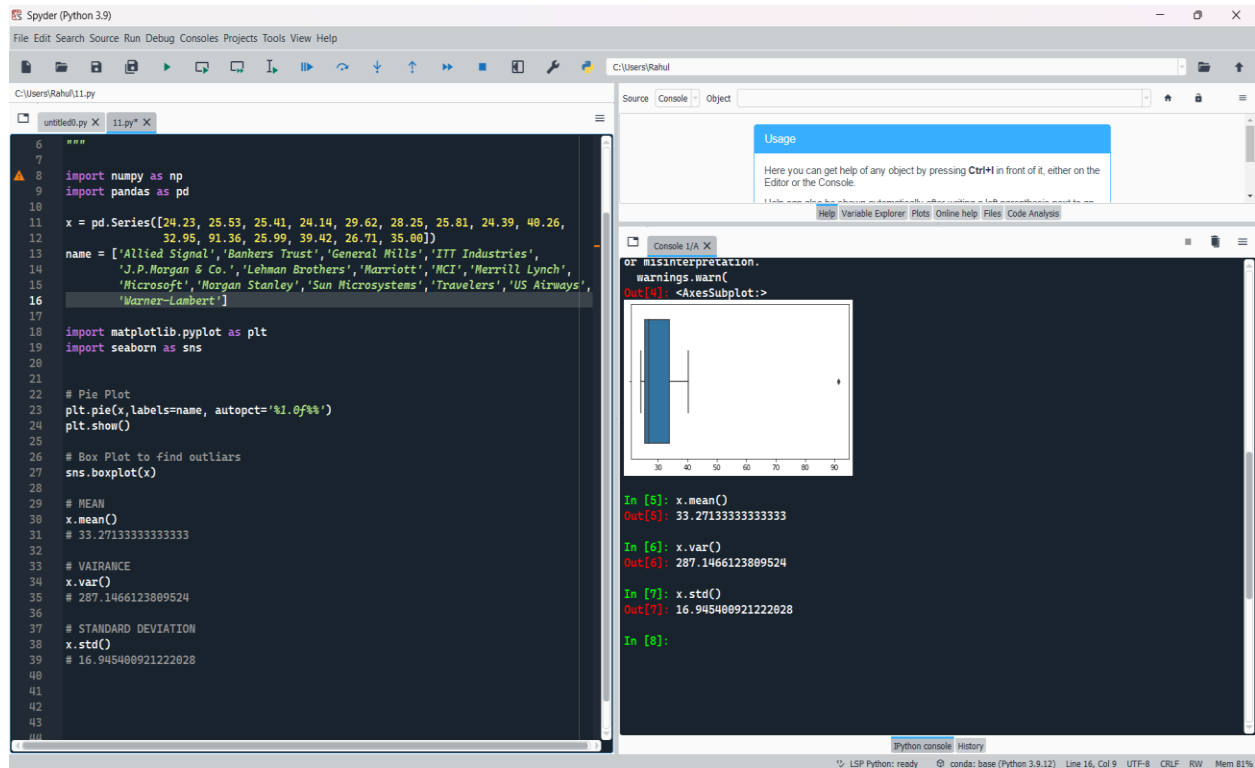 Spyder (Python 3.9)
File Edit Search Source Run Debug Consoles Projects Tools View Help
C:\Users\Rahul
C:\Users\Rahul\11.py
untitled0.py X 11.py* X
6 """
7
8 import numpy as np
9 import pandas as pd
10
11 x = pd.Series([24.23, 25.53, 25.41, 24.14, 29.62, 28.25, 25.81, 24.39, 40.26,
12 32.95, 91.36, 25.99, 39.42, 26.71, 35.00])
13 name = ['Allied Signal','Bankers Trust','General Mills','ITT Industries',
14 'J.P.Morgan & Co.','Lehman Brothers','Marriott','MCI','Merrill Lynch',
15 'Microsoft','Morgan Stanley','Sun Microsystems','Travelers','US Airways',
16 'Warner-Lambert']
17
18 import matplotlib.pyplot as plt
19 import seaborn as sns
20
21
22 # Pie Plot
23 plt.pie(x,labels=name, autopct='%1.0f%%')
24 plt.show()
25
26 # Box Plot to find outliars
27 sns.boxplot(x)
28
29 # MEAN
30 x.mean()
31 # 33.27133333333333
32
33 # VAIRANCE
34 x.var()
35 # 287.1466123809524
36
37 # STANDARD DEVIATION
38 x.std()
39 # 16.945400921222028
40
41
42
43
44
Source Console Object
Usage
Here you can get help of any object by pressing Ctrl+I in front of it, either on the
Editor or the Console.
Help can also be shown automatically after writing a left parenthesis next to an
Help Variable Explorer Plots Online help Files Code Analysis
Console 1/A X
or misinterpretation.
warnings.warn(
Out[4]: <AxesSubplot:>
30 40 50 60 70 80 90
In [5]: x.mean()
Out[5]: 33.27133333333333
In [6]: x.var()
Out[6]: 287.1466123809524
In [7]: x.std()
Out[7]: 16.945400921222028
In [8]:
IPython console History
LSP Python: ready conda: base (Python 3.9.12) Line 16, Col 9 UTF-8 CRLF RW Mem 81%